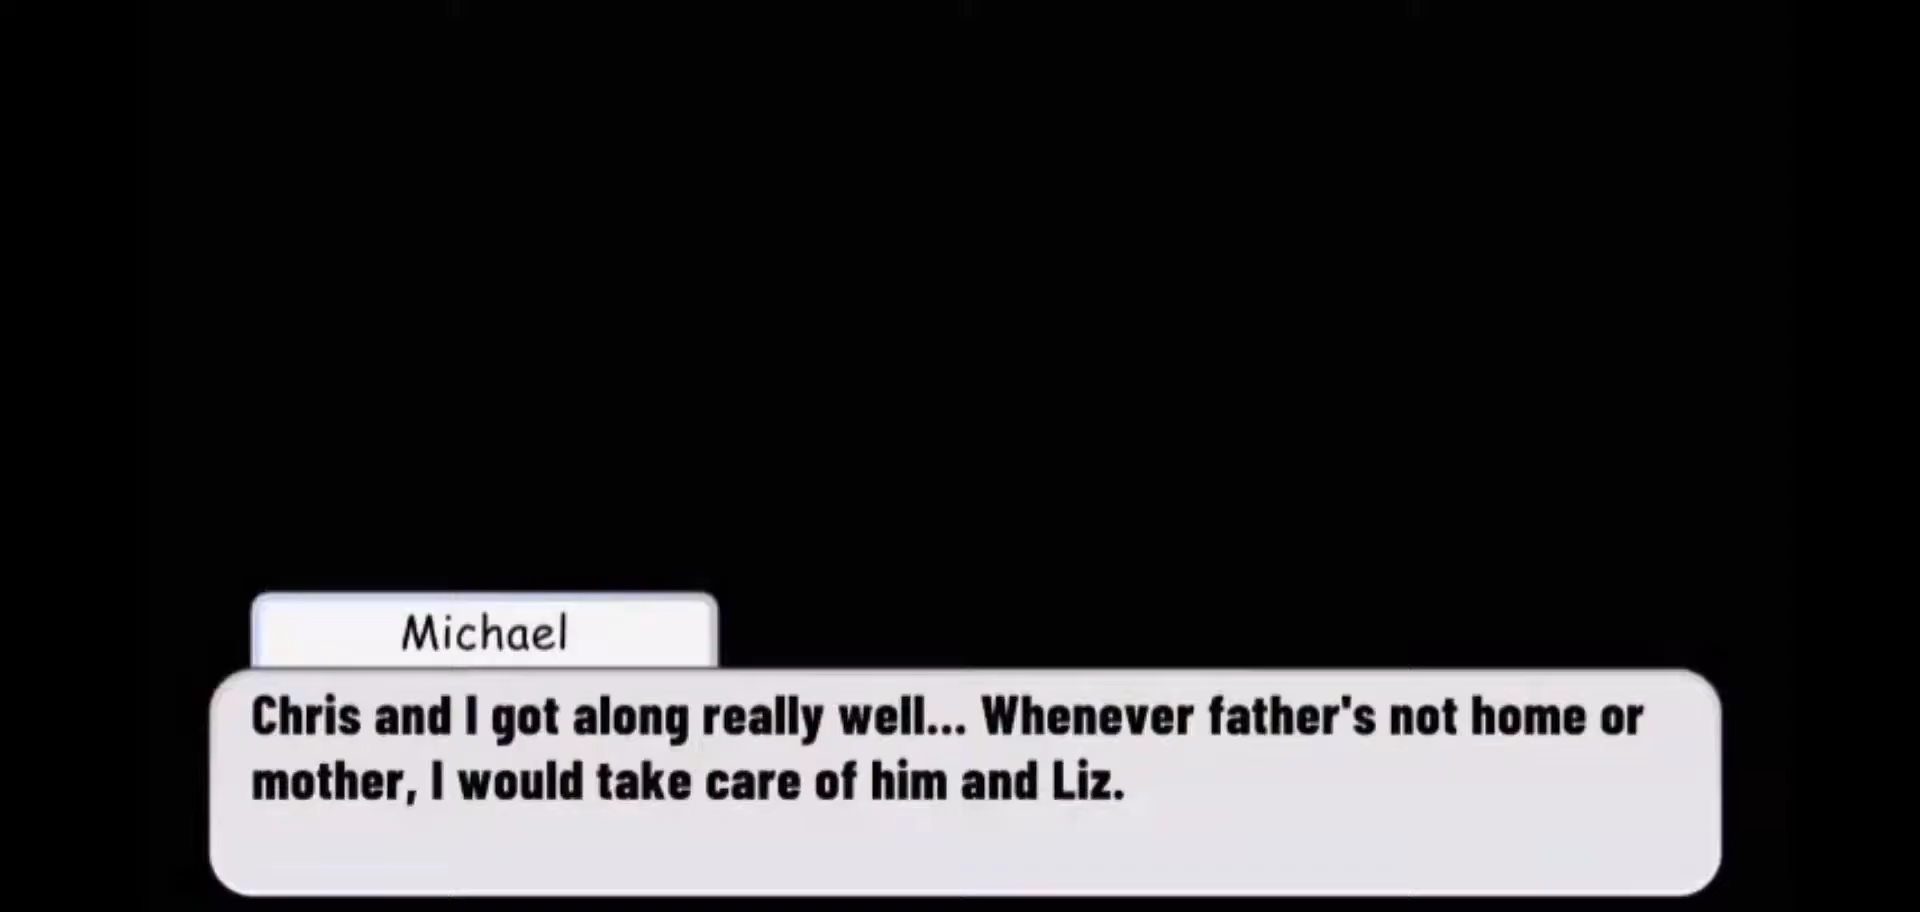 Michael
Chris and I got along really well... Whenever father's not home or
mother, I would take care of him and Liz.